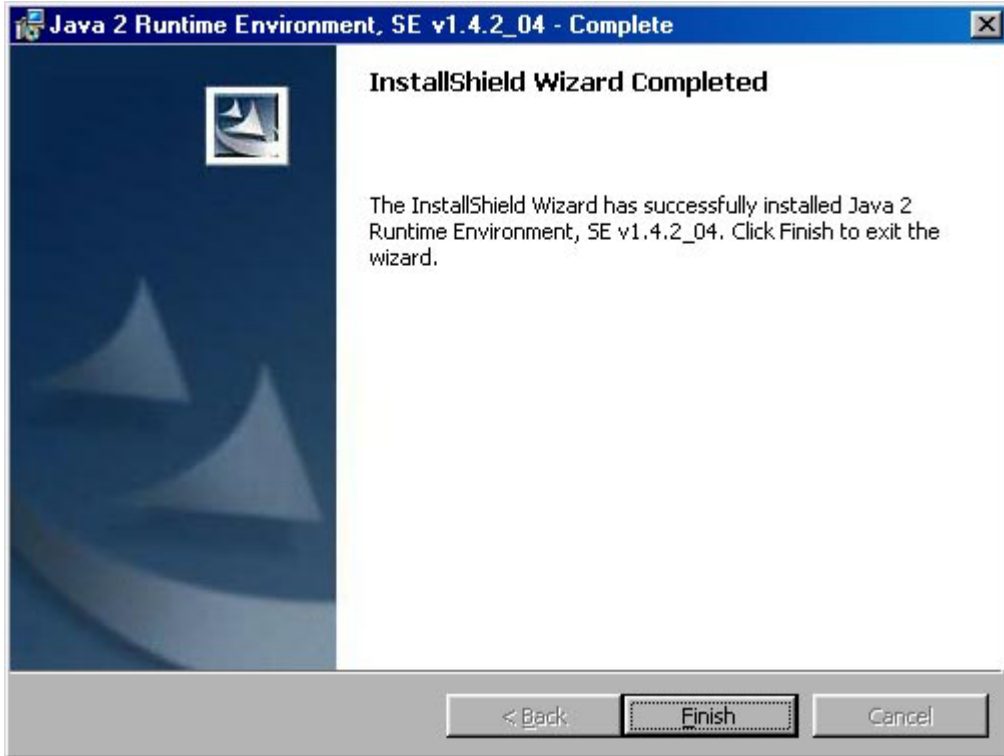 Java 2 Runtime Environment, SE v1.4.2_04 - Complete
InstallShield Wizard Completed
The InstallShield Wizard has successfully installed Java 2
Runtime Environment, SE v1.4.2_04. Click Finish to exit the
wizard.
< Back Finish Cancel